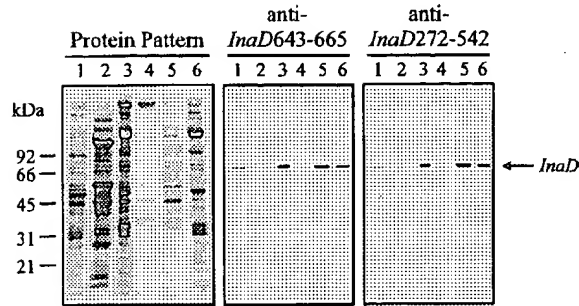 anti-
anti-
Protein Pattern
InaD643-665
InaD272-542
1 2 3 4 5 6
1 2 3 4 5 6
1 2 3 4 5 6
kDa
92
66
45
31
21
InaD